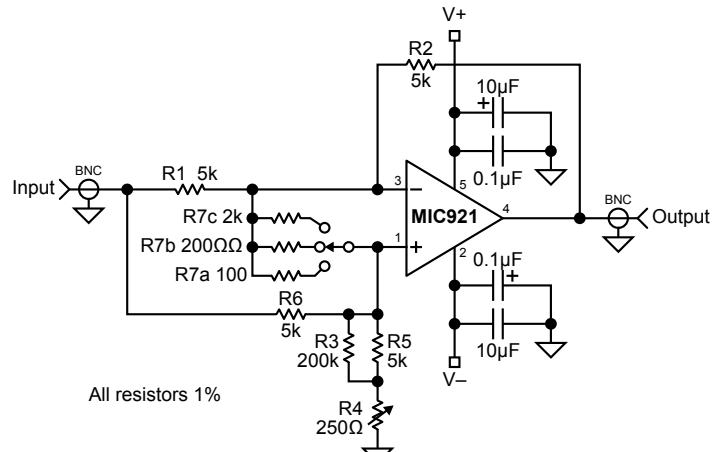 V+
R2
5k
10µF
+
BNC
R1 5k
0.1µF
Input
3
−
5
BNC
R7c 2k
MIC921
4
Output
R7b 200ΩΩ
1
+
2
0.1µF
R7a 100
+
R6
5k
R3
200k
R5
5k
10µF
V–
All resistors 1%
R4
250Ω